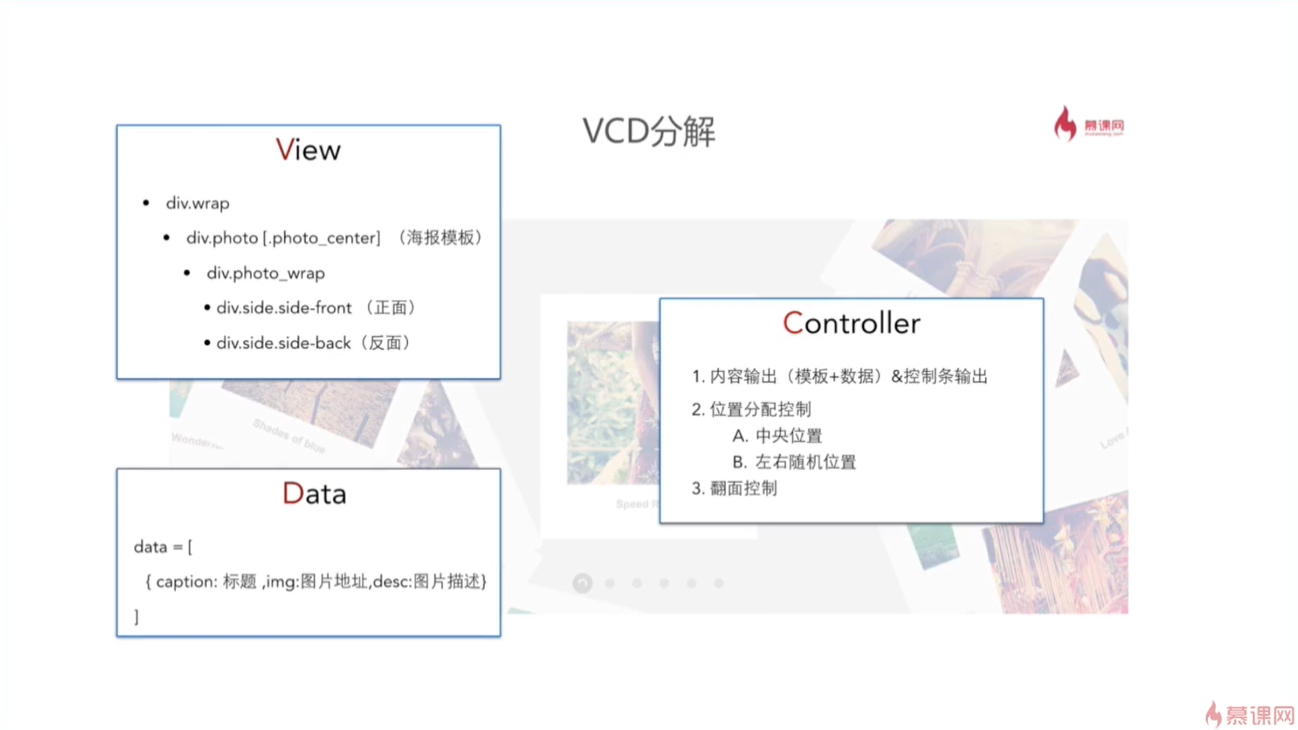 VCD分解
慕课网
View
• div.wrap
• div.photo [.photo_center] （海报模板）
• div.photo_wrap
• div.side.side-front （正面）
• div.side.side-back（反面）
Controller
1. 内容输出（模板+数据）&控制条输出
2. 位置分配控制
A. 中央位置
B. 左右随机位置
3. 翻面控制
Shades of blue
Data
data = [
{ caption: 标题 ,img:图片地址,desc:图片描述}
]
Speed
慕课网